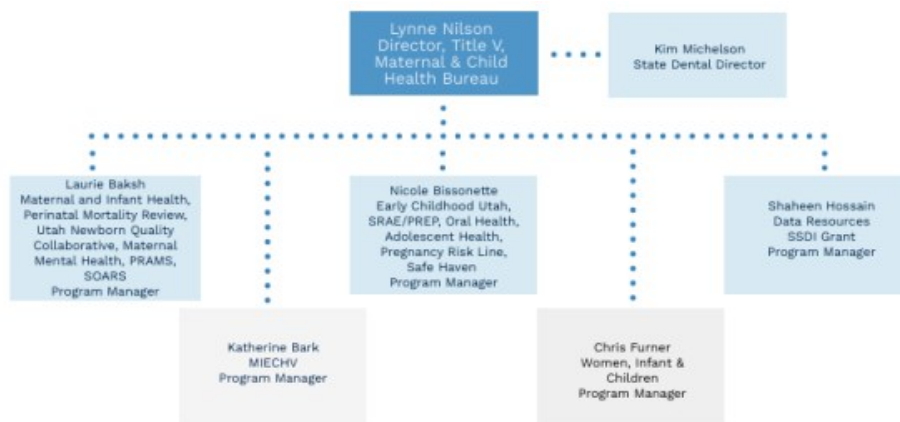 Lynne Nilson
Director, Title V,
Maternal & Child
Health Bureau
Kim Michelson
State Dental Director
Laurie Baksh
Maternal and Infant Health,
Perinatal Mortality Review,
Utah Newborn Quality
Collaborative, Maternal
Mental Health, PRAMS,
SOARS
Program Manager
Nicole Bissonette
Early Childhood Utah,
SRAE/PREP, Oral Health,
Adolescent Health,
Pregnancy Risk Line,
Safe Haven
Program Manager
Shaheen Hossain
Data Resources
SSDI Grant
Program Manager
Katherine Bark
MIECHV
Program Manager
Chris Furner
Women, Infant &
Children
Program Manager